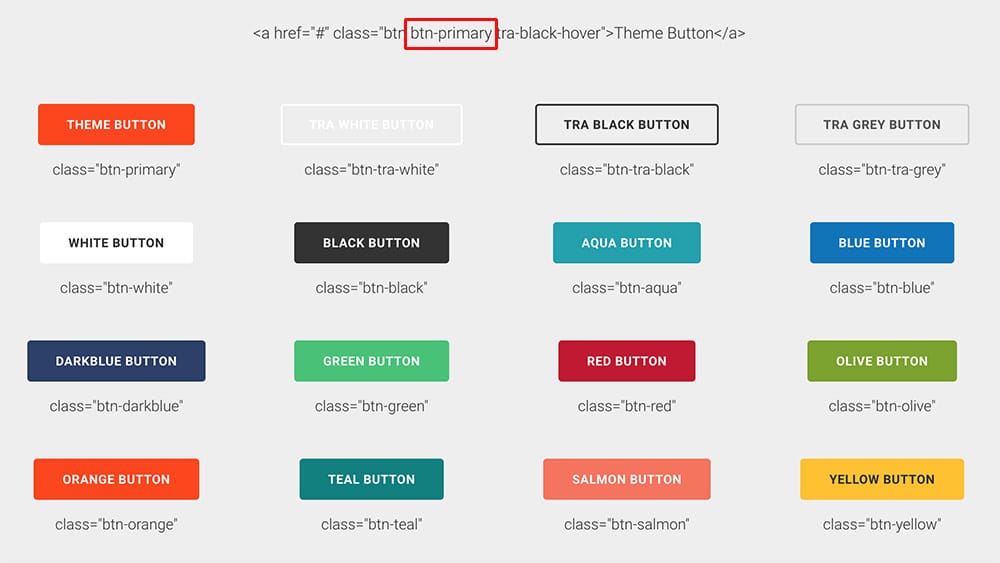 <a href="#" class="btn btn-primary tra-black-hover">Theme Button</a>
THEME BUTTON
TRA WHITE BUTTON
TRA BLACK BUTTON
TRA GREY BUTTON
class="btn-primary"
class="btn-tra-white"
class="btn-tra-black"
class="btn-tra-grey"
WHITE BUTTON
BLACK BUTTON
AQUA BUTTON
BLUE BUTTON
class="btn-white"
class="btn-black"
class="btn-aqua"
class="btn-blue"
DARKBLUE BUTTON
GREEN BUTTON
RED BUTTON
OLIVE BUTTON
class="btn-darkblue"
class="btn-green"
class="btn-red"
class="btn-olive"
ORANGE BUTTON
TEAL BUTTON
SALMON BUTTON
YELLOW BUTTON
class="btn-orange"
class="btn-teal"
class="btn-salmon"
class="btn-yellow"